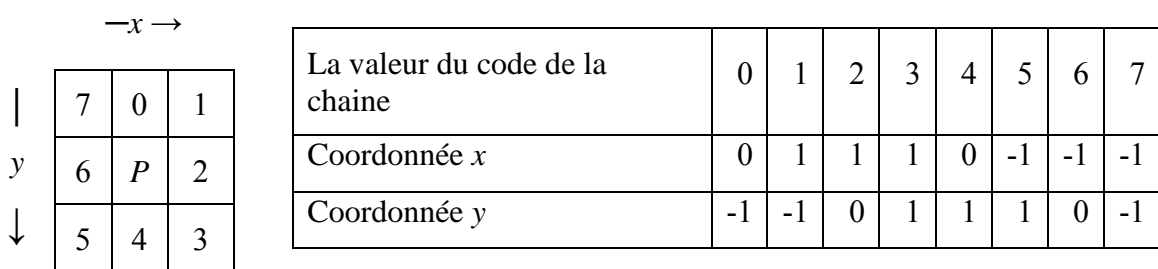 —x →
7 0 1
y 6 P 2
5 4 3
La valeur du code de la chaine 0 1 2 3 4 5 6 7
Coordonnée x 0 1 1 1 0 -1 -1 -1
Coordonnée y -1 -1 0 1 1 1 0 -1